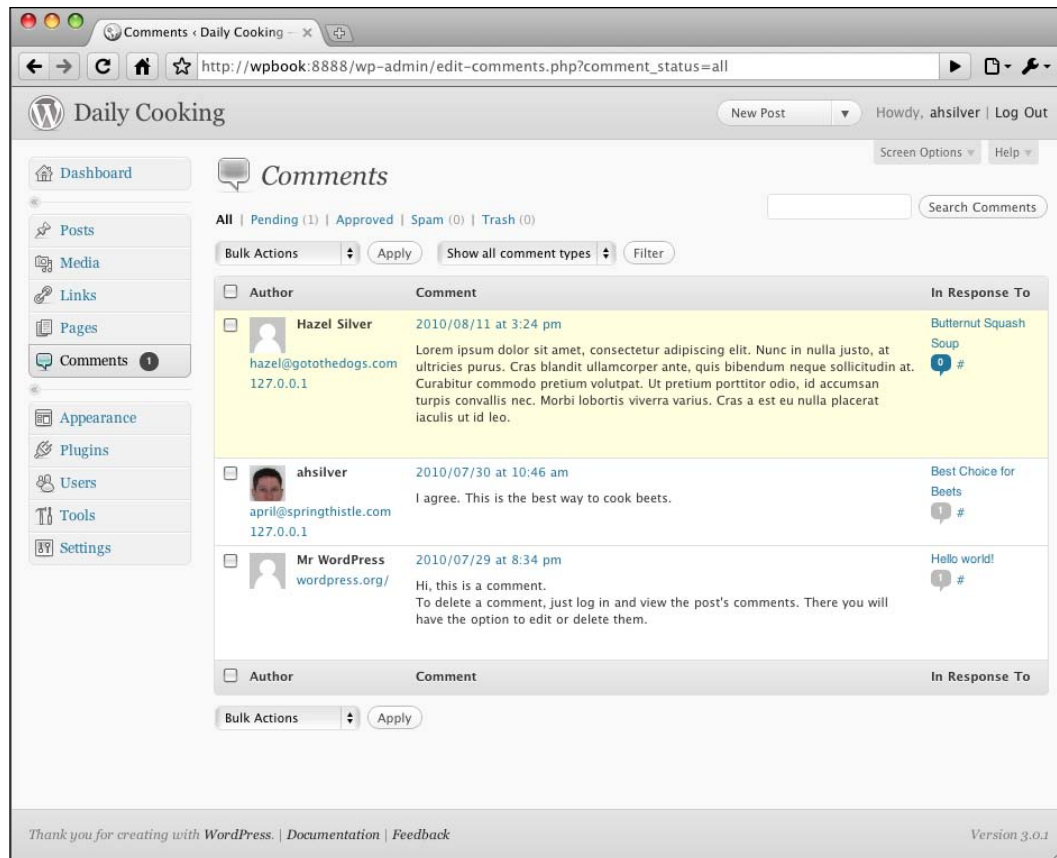 Comments ‹ Daily Cooking —
http://wpbook:8888/wp-admin/edit-comments.php?comment_status=all
Daily Cooking
New Post
Howdy, ahsilver | Log Out
Screen Options
Help
Dashboard
Posts
Media
Links
Pages
Comments 1
Appearance
Plugins
Users
Tools
Settings
Comments
All | Pending (1) | Approved | Spam (0) | Trash (0)
Search Comments
Bulk Actions
Apply
Show all comment types
Filter
Author Comment In Response To
Hazel Silver
hazel@gotothedogs.com
127.0.0.1
2010/08/11 at 3:24 pm
Lorem ipsum dolor sit amet, consectetur adipiscing elit. Nunc in nulla justo, at
ultricies purus. Cras blandit ullamcorper ante, quis bibendum neque sollicitudin at.
Curabitur commodo pretium volutpat. Ut pretium porttitor odio, id accumsan
turpis convallis nec. Morbi lobortis viverra varius. Cras a est eu nulla placerat
iaculis ut id leo.
Butternut Squash
Soup
0 #
ahsilver
april@springthistle.com
127.0.0.1
2010/07/30 at 10:46 am
I agree. This is the best way to cook beets.
Best Choice for
Beets
1 #
Mr WordPress
wordpress.org/
2010/07/29 at 8:34 pm
Hi, this is a comment.
To delete a comment, just log in and view the post's comments. There you will
have the option to edit or delete them.
Hello world!
1 #
Author Comment In Response To
Bulk Actions
Apply
Thank you for creating with WordPress. | Documentation | Feedback
Version 3.0.1